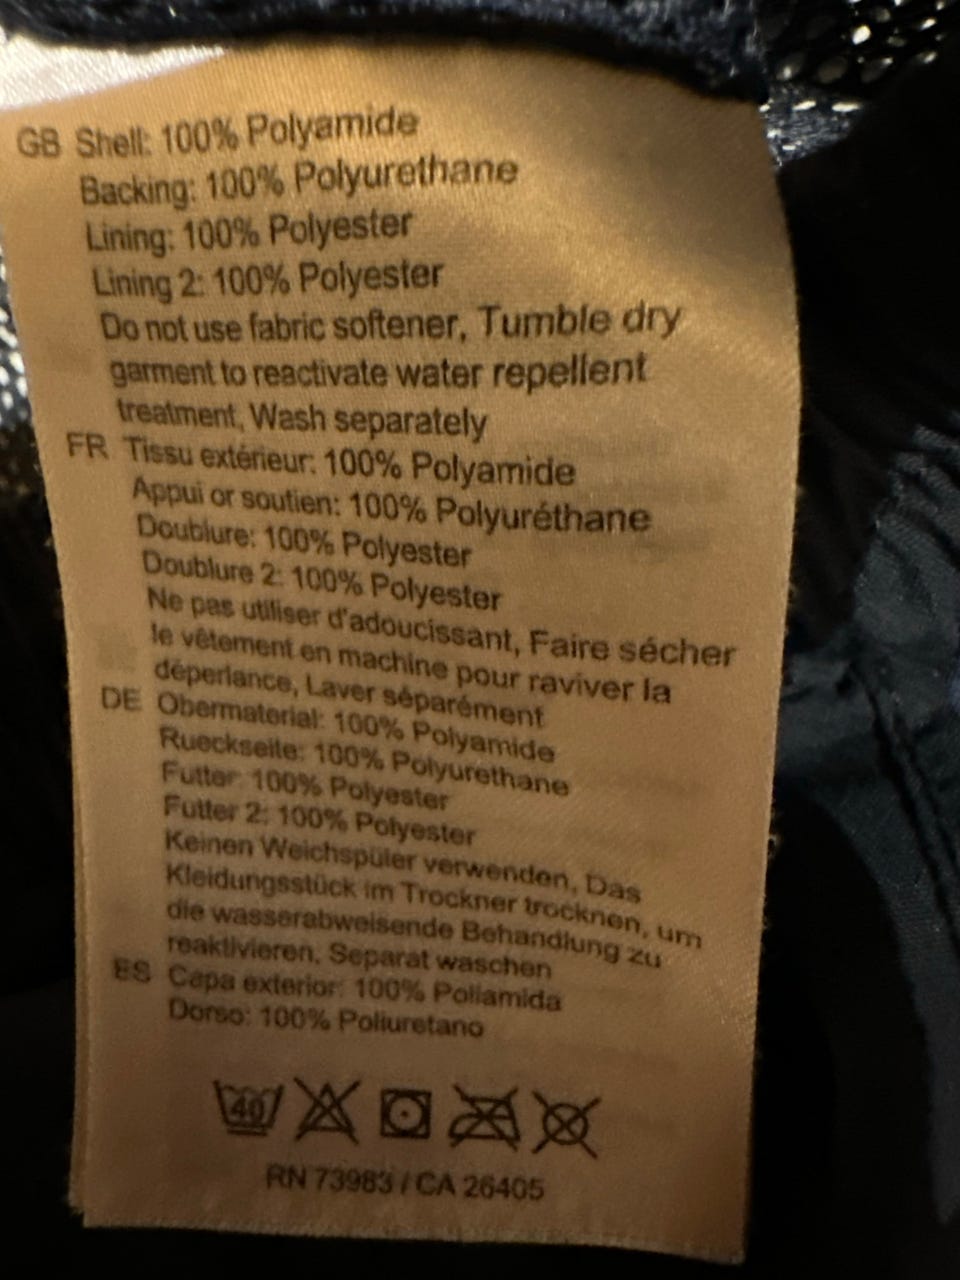 GB Shell: 100% Polyamide
Backing: 100% Polyurethane
Lining: 100% Polyester
Lining 2: 100% Polyester
Do not use fabric softener, Tumble dry
garment to reactivate water repellent
treatment, Wash separately
FR Tissu extérieur: 100% Polyamide
Appui or soutien: 100% Polyuréthane
Doublure: 100% Polyester
Doublure 2: 100% Polyester
Ne pas utiliser d'adoucissant, Faire sécher
le vêtement en machine pour raviver la
déperlance, Laver séparément
DE Obermaterial: 100% Polyamide
Rueckseite: 100% Polyurethane
Futter: 100% Polyester
Futter 2: 100% Polyester
Keinen Weichspüler verwenden, Das
Kleidungsstück im Trockner trocknen, um
die wasserabweisende Behandlung zu
reaktivieren, Separat waschen
ES Capa exterior: 100% Poliamida
Dorso: 100% Poliuretano
40
RN 73983 / CA 26405